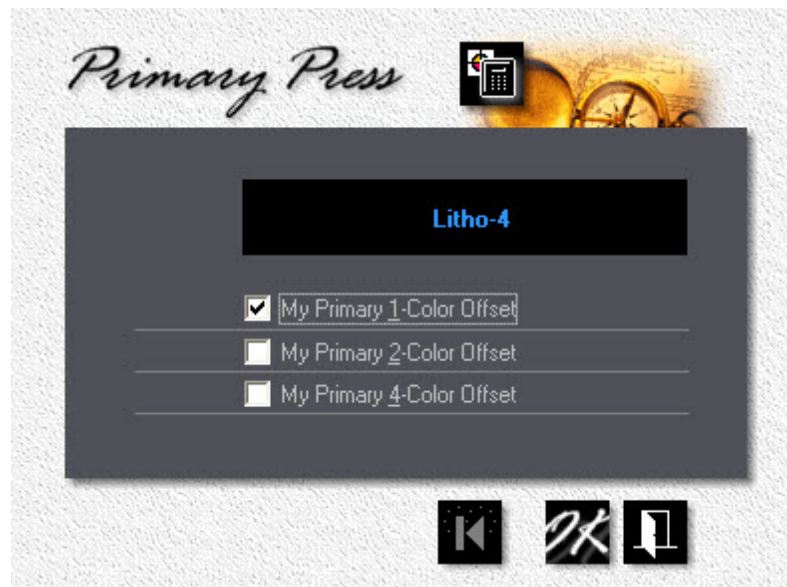 Primary Press
Litho-4
My Primary 1-Color Offset
My Primary 2-Color Offset
My Primary 4-Color Offset
OK